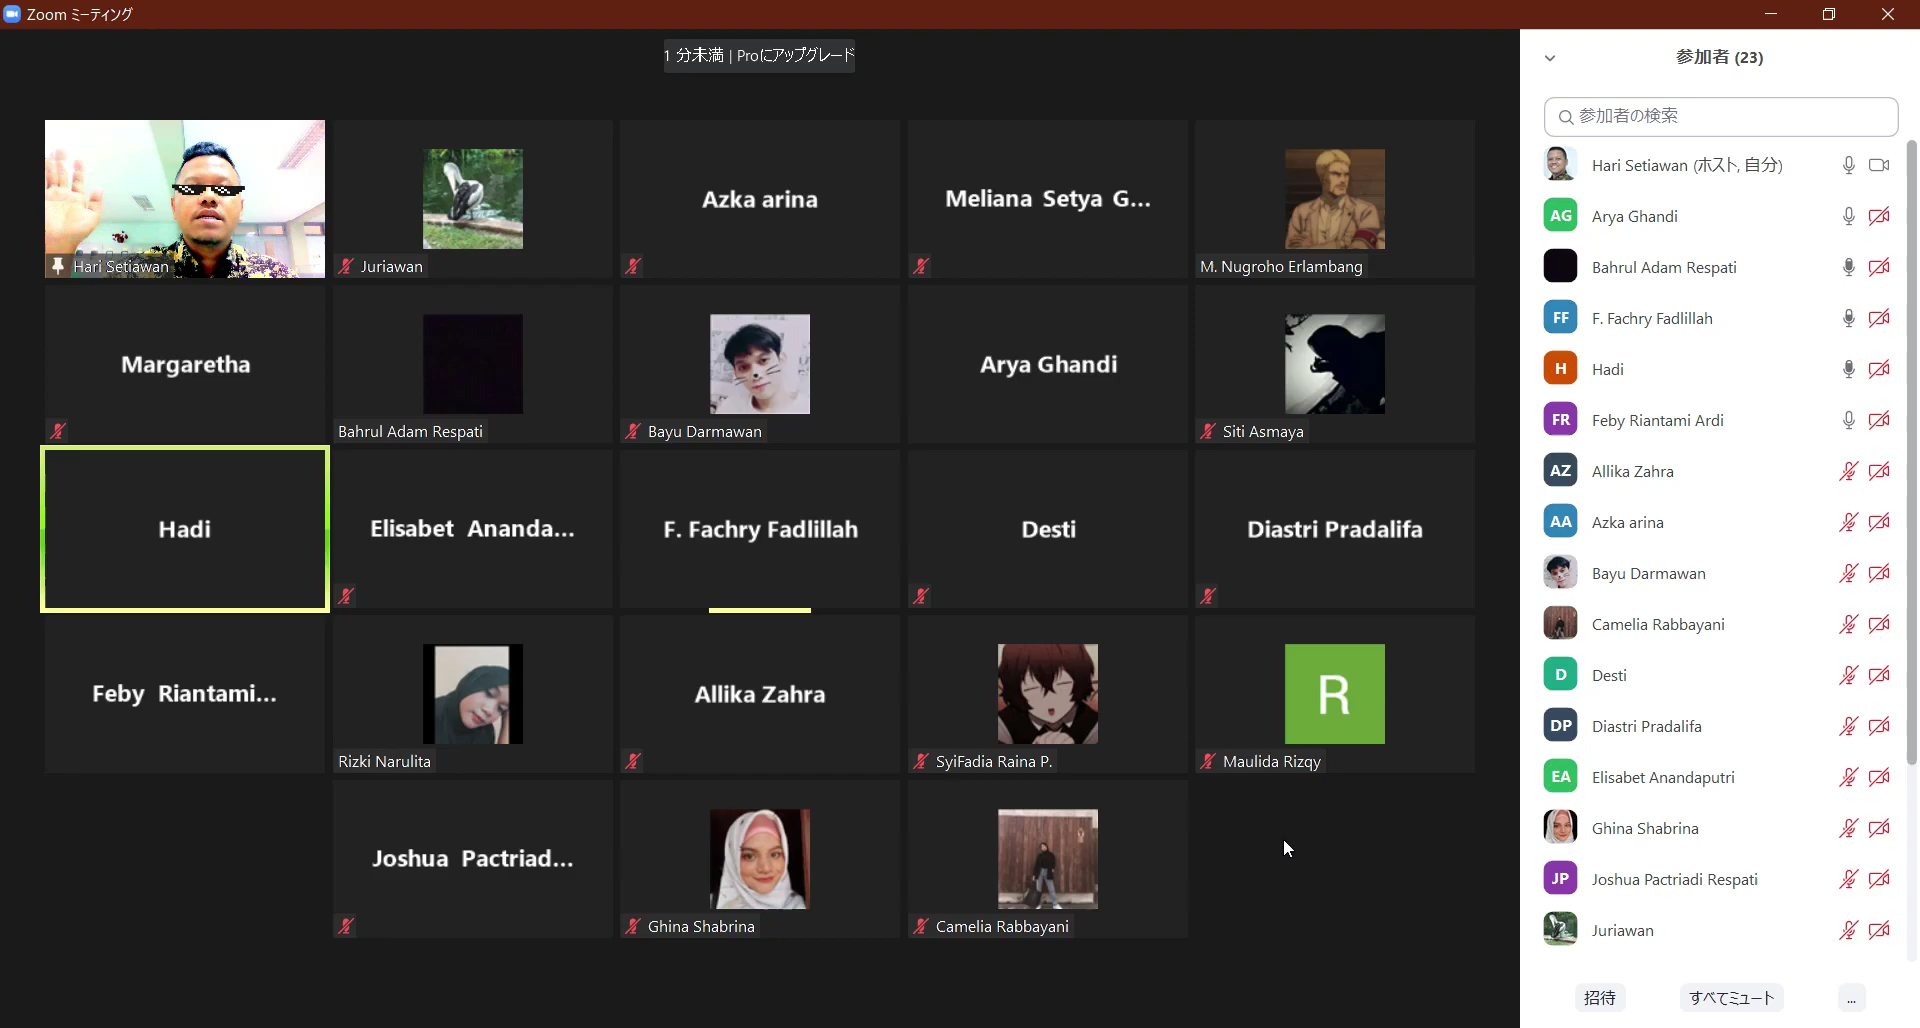 Zoom ミーティング
1 分未満 | Proにアップグレード
Hari Setiawan
Juriawan
Azka arina
Meliana Setya G...
M. Nugroho Erlambang
Margaretha
Bahrul Adam Respati
Bayu Darmawan
Arya Ghandi
Siti Asmaya
Hadi
Elisabet Ananda...
F. Fachry Fadlillah
Desti
Diastri Pradalifa
Feby Riantami...
Rizki Narulita
Allika Zahra
SyiFadia Raina P.
R
Maulida Rizqy
Joshua Pactriad...
Ghina Shabrina
Camelia Rabbayani
参加者 (23)
参加者の検索
Hari Setiawan (ホスト, 自分)
AG Arya Ghandi
Bahrul Adam Respati
FF F. Fachry Fadlillah
H Hadi
FR Feby Riantami Ardi
AZ Allika Zahra
AA Azka arina
Bayu Darmawan
Camelia Rabbayani
D Desti
DP Diastri Pradalifa
EA Elisabet Anandaputri
Ghina Shabrina
JP Joshua Pactriadi Respati
Juriawan
招待 すべてミュート ...